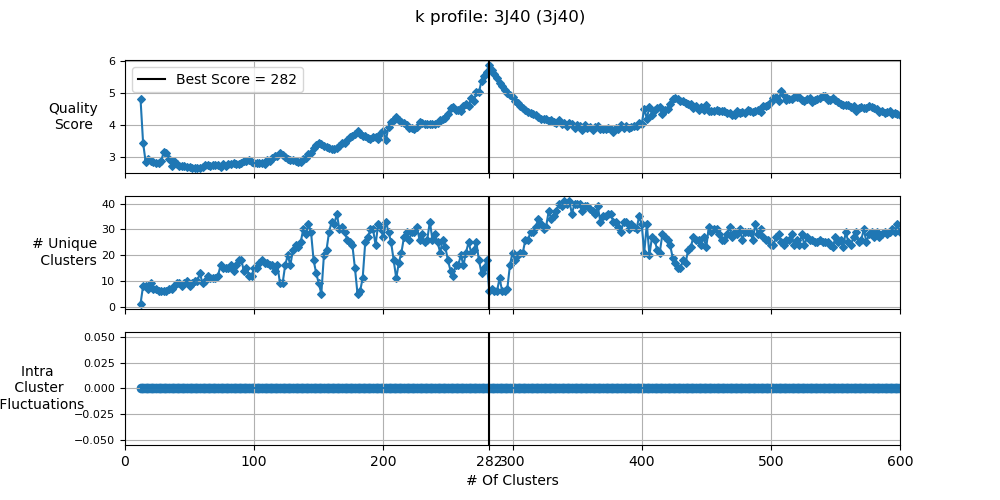 k profile: 3J40 (3j40)
Best Score = 282
6
5
4
3
Quality
Score
40
30
20
10
0
# Unique
Clusters
0.050
0.025
0.000
−0.025
−0.050
Intra
Cluster
Fluctuations
0 100 200 282 300 400 500 600
# Of Clusters